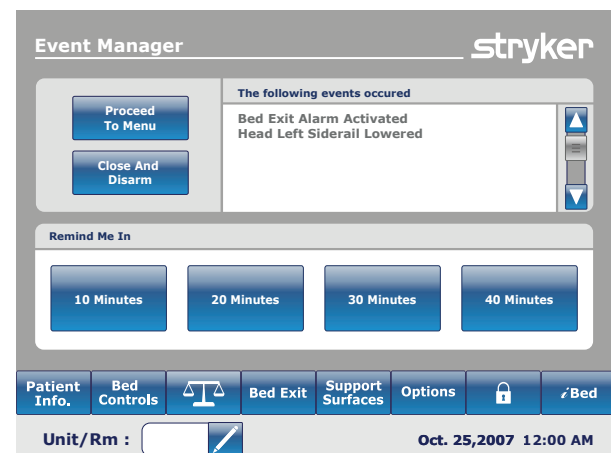 Event Manager
stryker
The following events occured
Proceed
To Menu
Bed Exit Alarm Activated
Head Left Siderail Lowered
Close And
Disarm
Remind Me In
10 Minutes
20 Minutes
30 Minutes
40 Minutes
Patient
Info.
Bed
Controls
Bed Exit
Support
Surfaces
Options
iBed
Unit/Rm :
Oct. 25,2007 12:00 AM